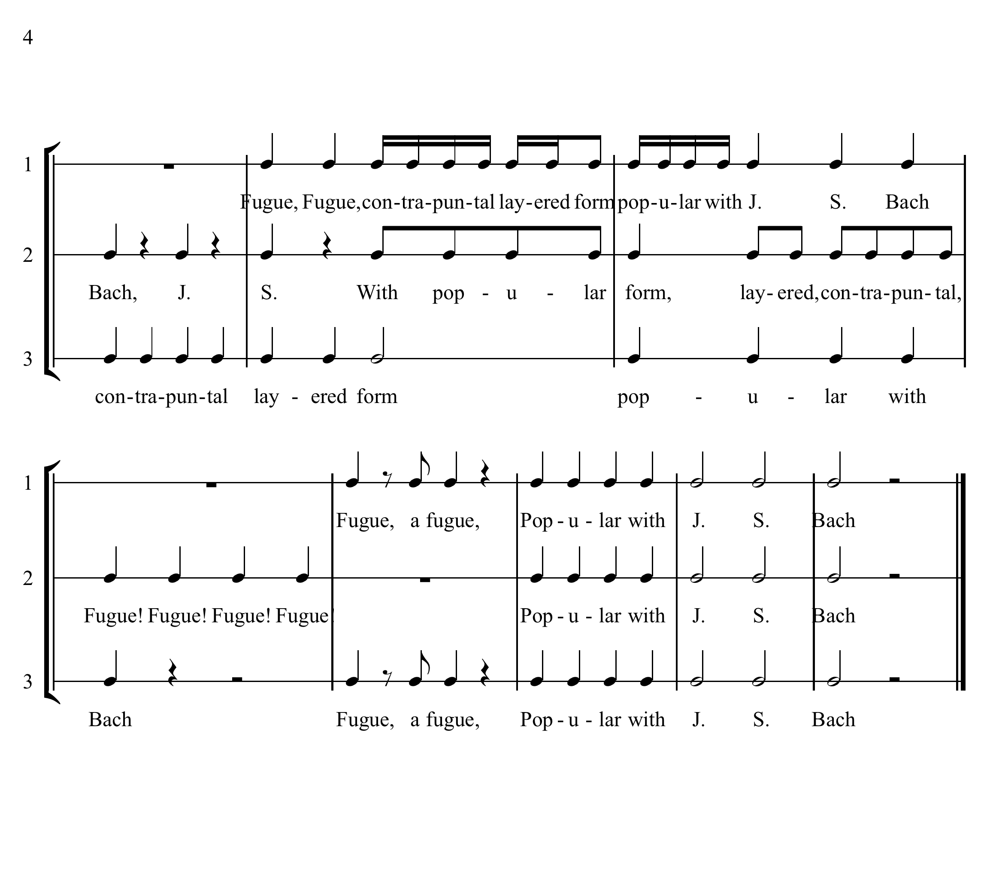 4
1
Fugue, Fugue, con-tra-pun-tal lay-ered form pop-u-lar with J. S. Bach
2
Bach, J. S. With pop - u - lar form, lay-ered, con-tra-pun-tal,
3
con-tra-pun-tal lay - ered form pop - u - lar with
1
Fugue, a fugue, Pop-u-lar with J. S. Bach
2
Fugue! Fugue! Fugue! Fugue! Pop-u-lar with J. S. Bach
3
Bach Fugue, a fugue, Pop-u-lar with J. S. Bach